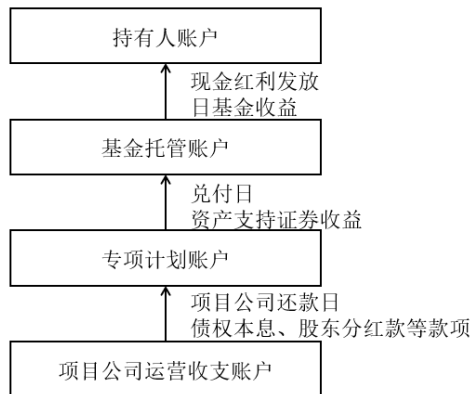 持有人账户
现金红利发放
日基金收益
基金托管账户
兑付日
资产支持证券收益
专项计划账户
项目公司还款日
债权本息、股东分红款等款项
项目公司运营收支账户